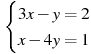 3x − y = 2
x − 4y = 1